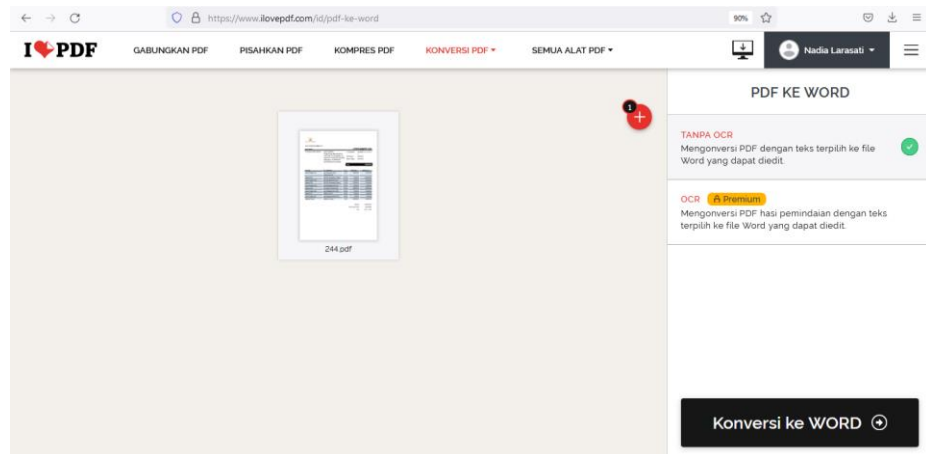 https://www.ilovepdf.com/id/pdf-ke-word
90%
I PDF
GABUNGKAN PDF
PISAHKAN PDF
KOMPRES PDF
KONVERSI PDF
SEMUA ALAT PDF
Nadia Larasati
1
244.pdf
PDF KE WORD
TANPA OCR
Mengonversi PDF dengan teks terpilih ke file
Word yang dapat diedit.
OCR Premium
Mengonversi PDF hasi pemindaian dengan teks
terpilih ke file Word yang dapat diedit.
Konversi ke WORD